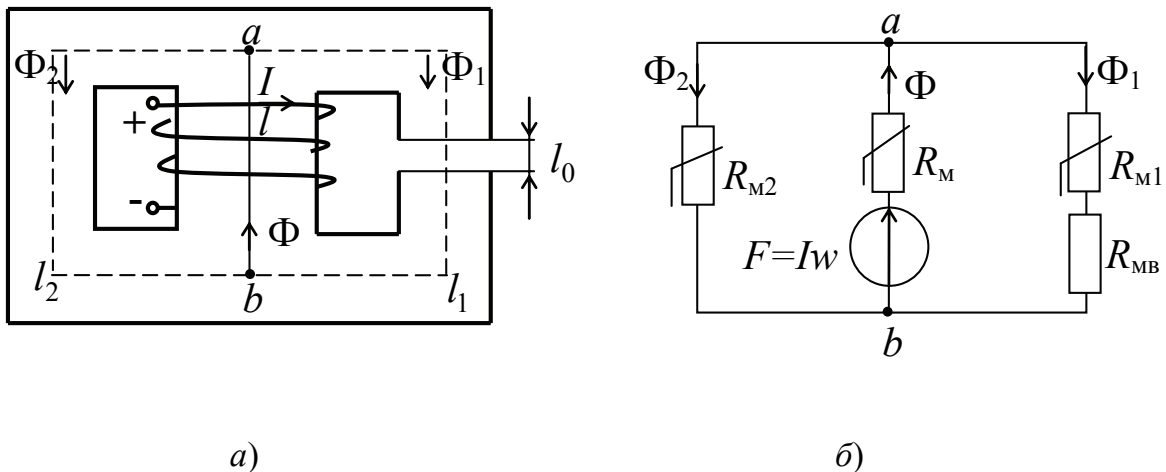 a
Φ₂
Φ₁
I
l
+
-
l₀
Φ
l₂
b
l₁
a
Φ₂
Φ
Φ₁
Rм2
Rм
Rм1
F=Iw
Rмв
b
а)
б)